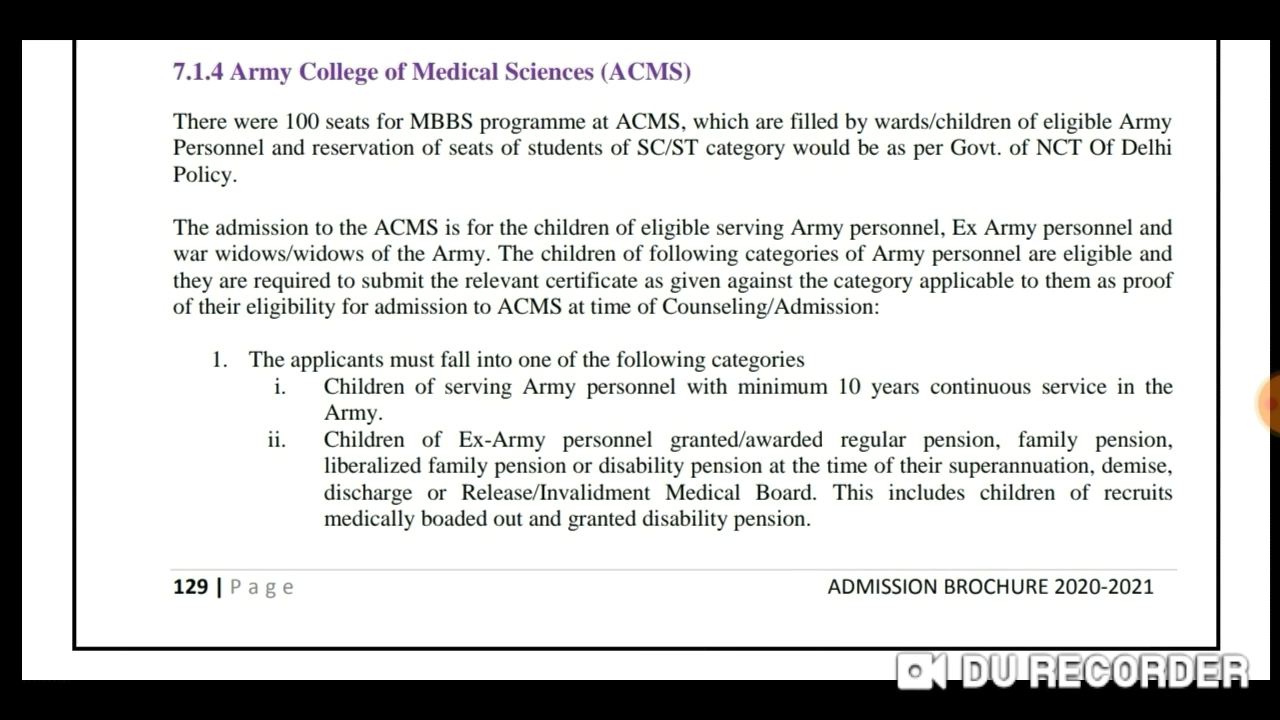 7.1.4 Army College of Medical Sciences (ACMS)
There were 100 seats for MBBS programme at ACMS, which are filled by wards/children of eligible Army
Personnel and reservation of seats of students of SC/ST category would be as per Govt. of NCT Of Delhi
Policy.
The admission to the ACMS is for the children of eligible serving Army personnel, Ex Army personnel and
war widows/widows of the Army. The children of following categories of Army personnel are eligible and
they are required to submit the relevant certificate as given against the category applicable to them as proof
of their eligibility for admission to ACMS at time of Counseling/Admission:
1. The applicants must fall into one of the following categories
i. Children of serving Army personnel with minimum 10 years continuous service in the
Army.
ii. Children of Ex-Army personnel granted/awarded regular pension, family pension,
liberalized family pension or disability pension at the time of their superannuation, demise,
discharge or Release/Invalidment Medical Board. This includes children of recruits
medically boaded out and granted disability pension.
129 | Page
ADMISSION BROCHURE 2020-2021
DU RECORDER